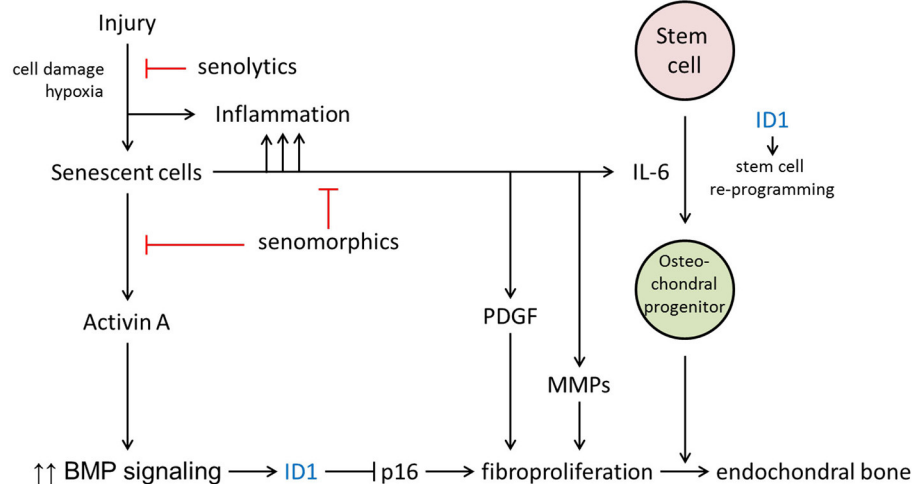 Injury
Stem
cell
cell damage
hypoxia
senolytics
Inflammation
ID1
Senescent cells
IL-6
stem cell
re-programming
senomorphics
Osteo-
chondral
progenitor
Activin A
PDGF
MMPs
↑↑ BMP signaling
ID1
p16
fibroproliferation
endochondral bone